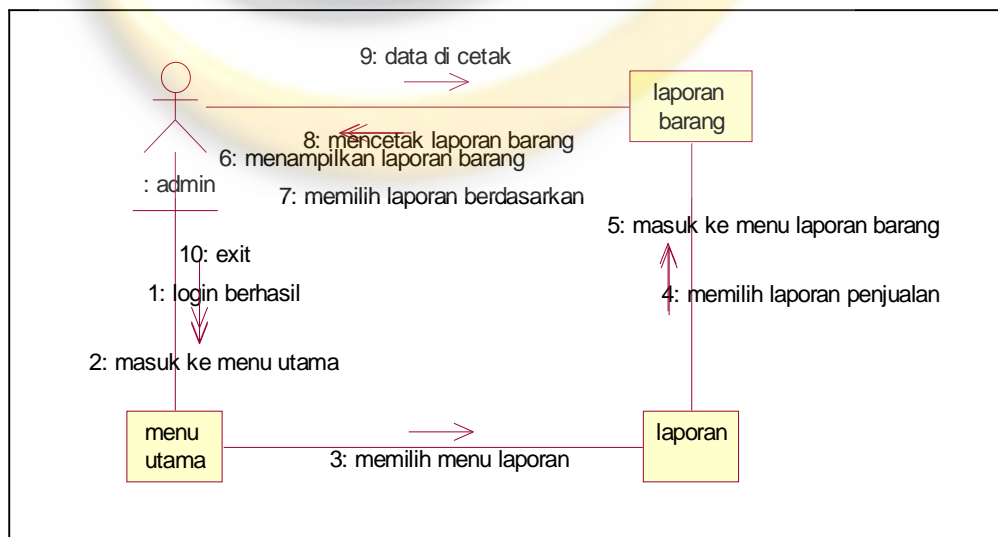 9: data di cetak
laporan
barang
8: mencetak laporan barang
6: menampilkan laporan barang
: admin
7: memilih laporan berdasarkan
5: masuk ke menu laporan barang
10: exit
1: login berhasil
4: memilih laporan penjualan
2: masuk ke menu utama
menu
utama
laporan
3: memilih menu laporan